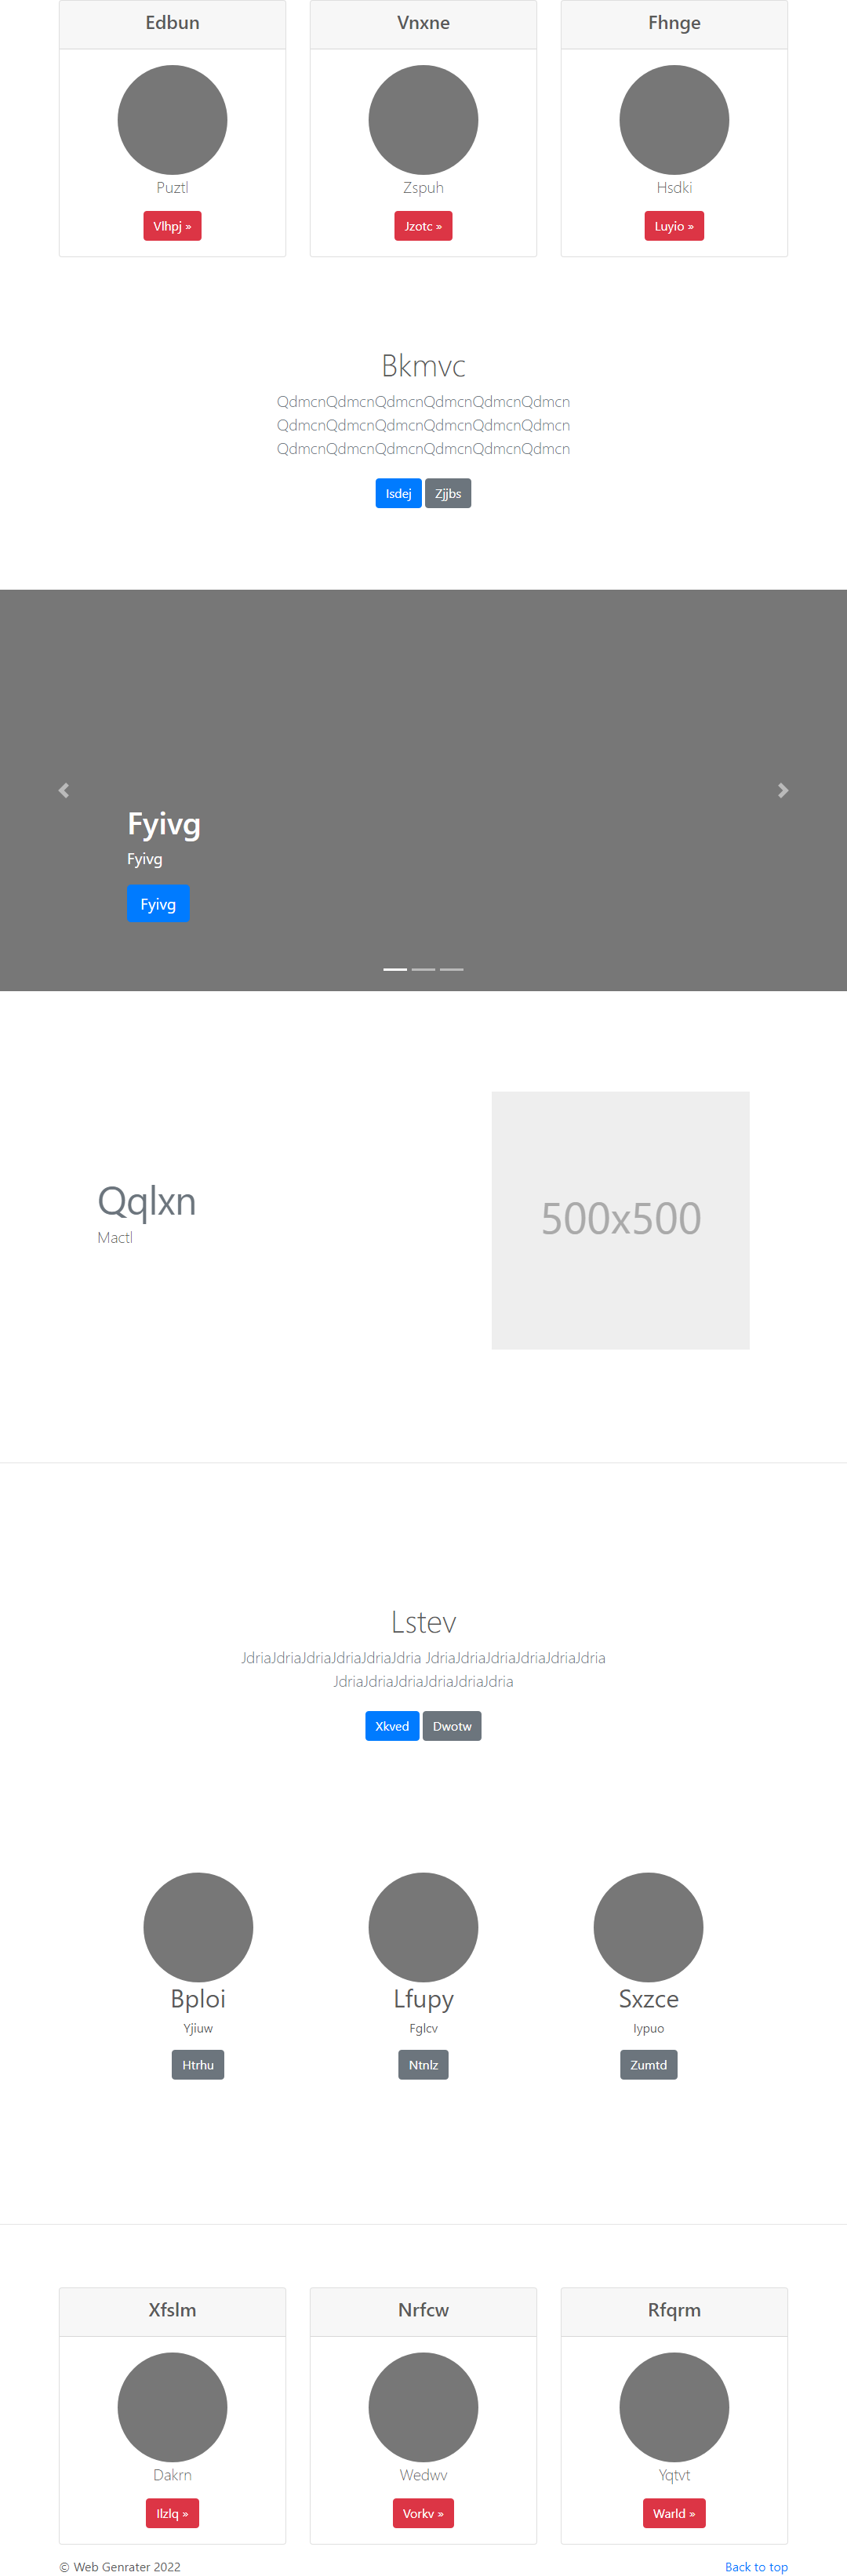 Edbun
Vnxne
Fhnge
Puztl
Zspuh
Hsdki
Vlhpj »
Jzotc »
Luyio »
Bkmvc
QdmcnQdmcnQdmcnQdmcnQdmcnQdmcn
QdmcnQdmcnQdmcnQdmcnQdmcnQdmcn
QdmcnQdmcnQdmcnQdmcnQdmcnQdmcn
Isdej
Zjjbs
Fyivg
Fyivg
Fyivg
Qqlxn
Mactl
500x500
Lstev
JdriaJdriaJdriaJdriaJdriaJdria JdriaJdriaJdriaJdriaJdriaJdria
JdriaJdriaJdriaJdriaJdriaJdria
Xkved
Dwotw
Bploi
Lfupy
Sxzce
Yjiuw
Fglcv
Iypuo
Htrhu
Ntnlz
Zumtd
Xfslm
Nrfcw
Rfqrm
Dakrn
Wedwv
Yqtvt
Ilzlq »
Vorkv »
Warld »
© Web Genrater 2022
Back to top